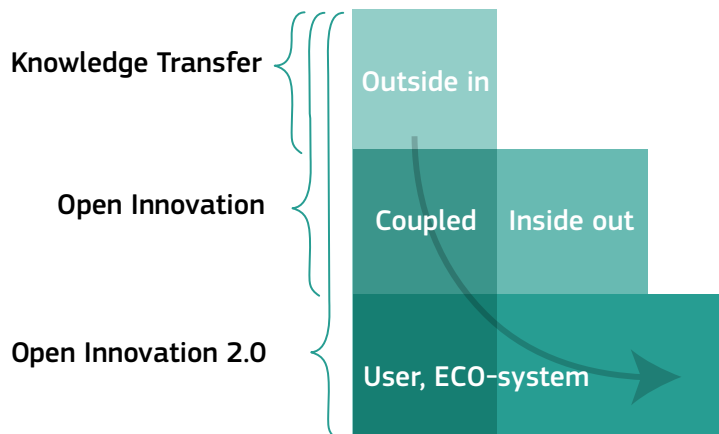 Knowledge Transfer
Outside in
Open Innovation
Coupled
Inside out
Open Innovation 2.0
User, ECO-system